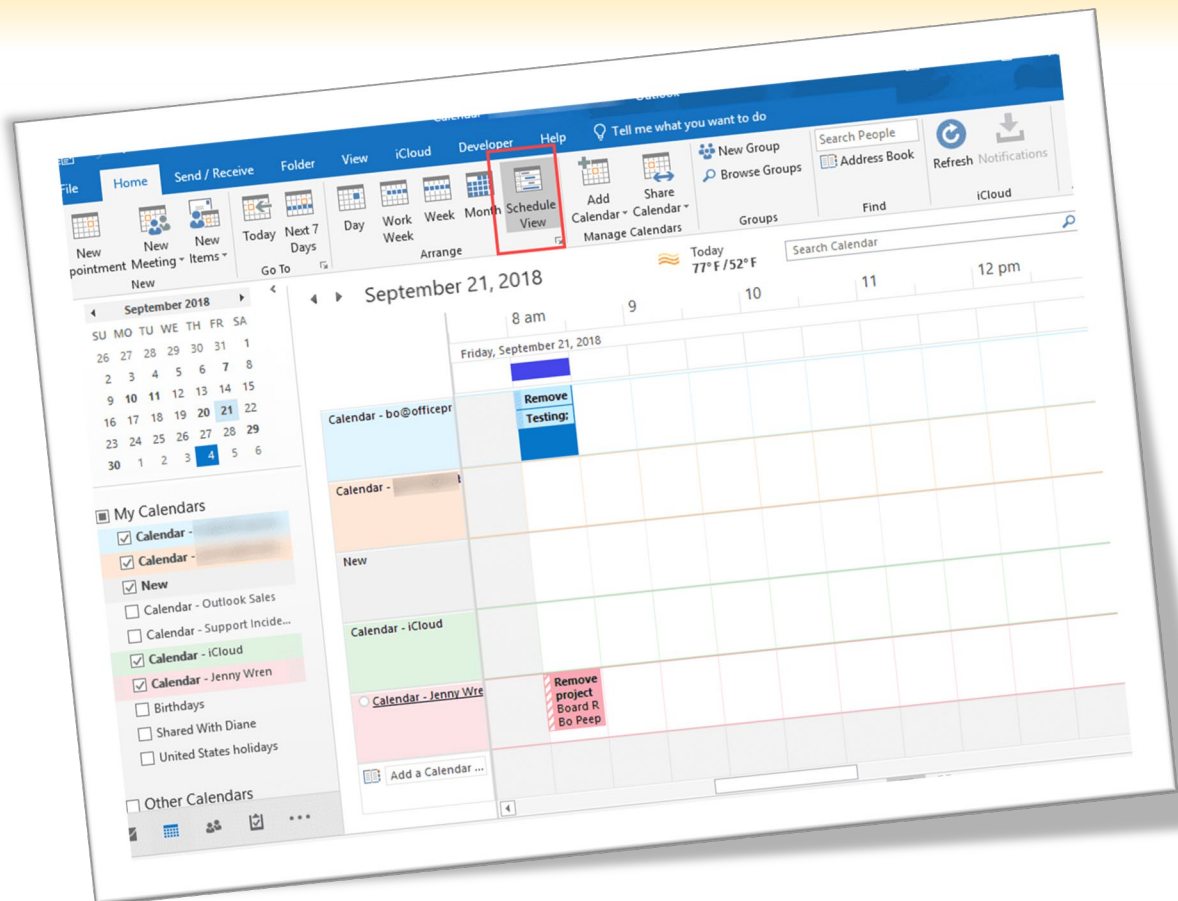 Calendar
Outlook
File Home Send / Receive Folder View iCloud Developer Help Tell me what you want to do
New
pointment
New
Meeting
New
Items
New
Today
Next 7
Days
Go To
Day
Work
Week
Week
Month
Schedule
View
Arrange
Add
Calendar
Share
Calendar
Manage Calendars
New Group
Browse Groups
Groups
Search People
Address Book
Find
Refresh
Notifications
iCloud
September 2018
SU MO TU WE TH FR SA
26 27 28 29 30 31 1
2 3 4 5 6 7 8
9 10 11 12 13 14 15
16 17 18 19 20 21 22
23 24 25 26 27 28 29
30 1 2 3 4 5 6
My Calendars
Calendar -
Calendar -
New
Calendar - Outlook Sales
Calendar - Support Incide...
Calendar - iCloud
Calendar - Jenny Wren
Birthdays
Shared With Diane
United States holidays
Other Calendars
September 21, 2018
Today
77° F / 52° F
Search Calendar
8 am 9 10 11 12 pm
Friday, September 21, 2018
Calendar - bo@officepr
Remove
Testing;
Calendar -
New
Calendar - iCloud
Calendar - Jenny Wre
Remove
project
Board R
Bo Peep
Add a Calendar ...